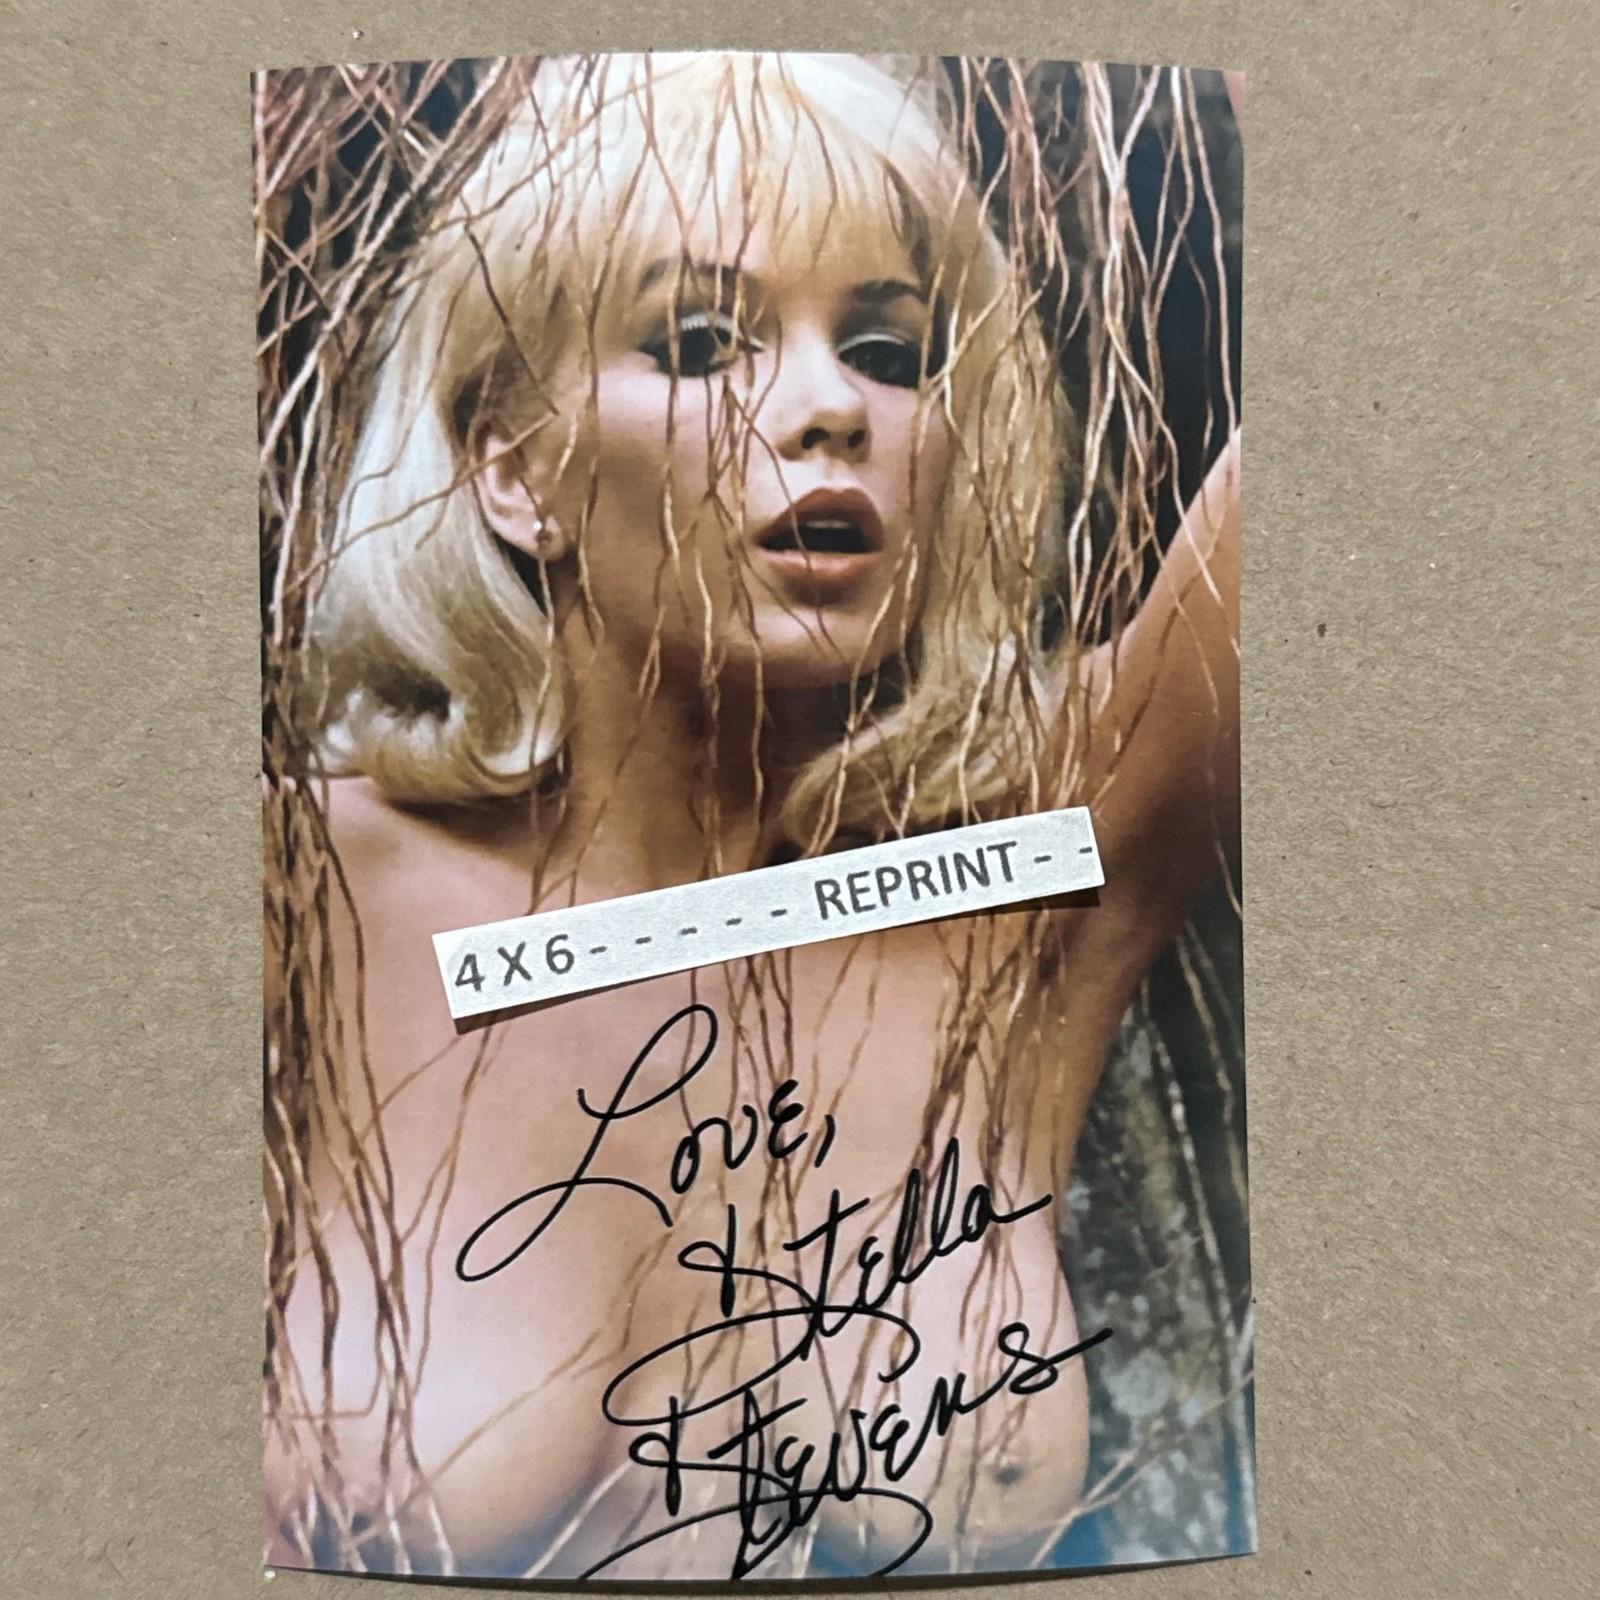 4 X 6 - - - - - REPRINT - -
Love,
Stella
Stevens